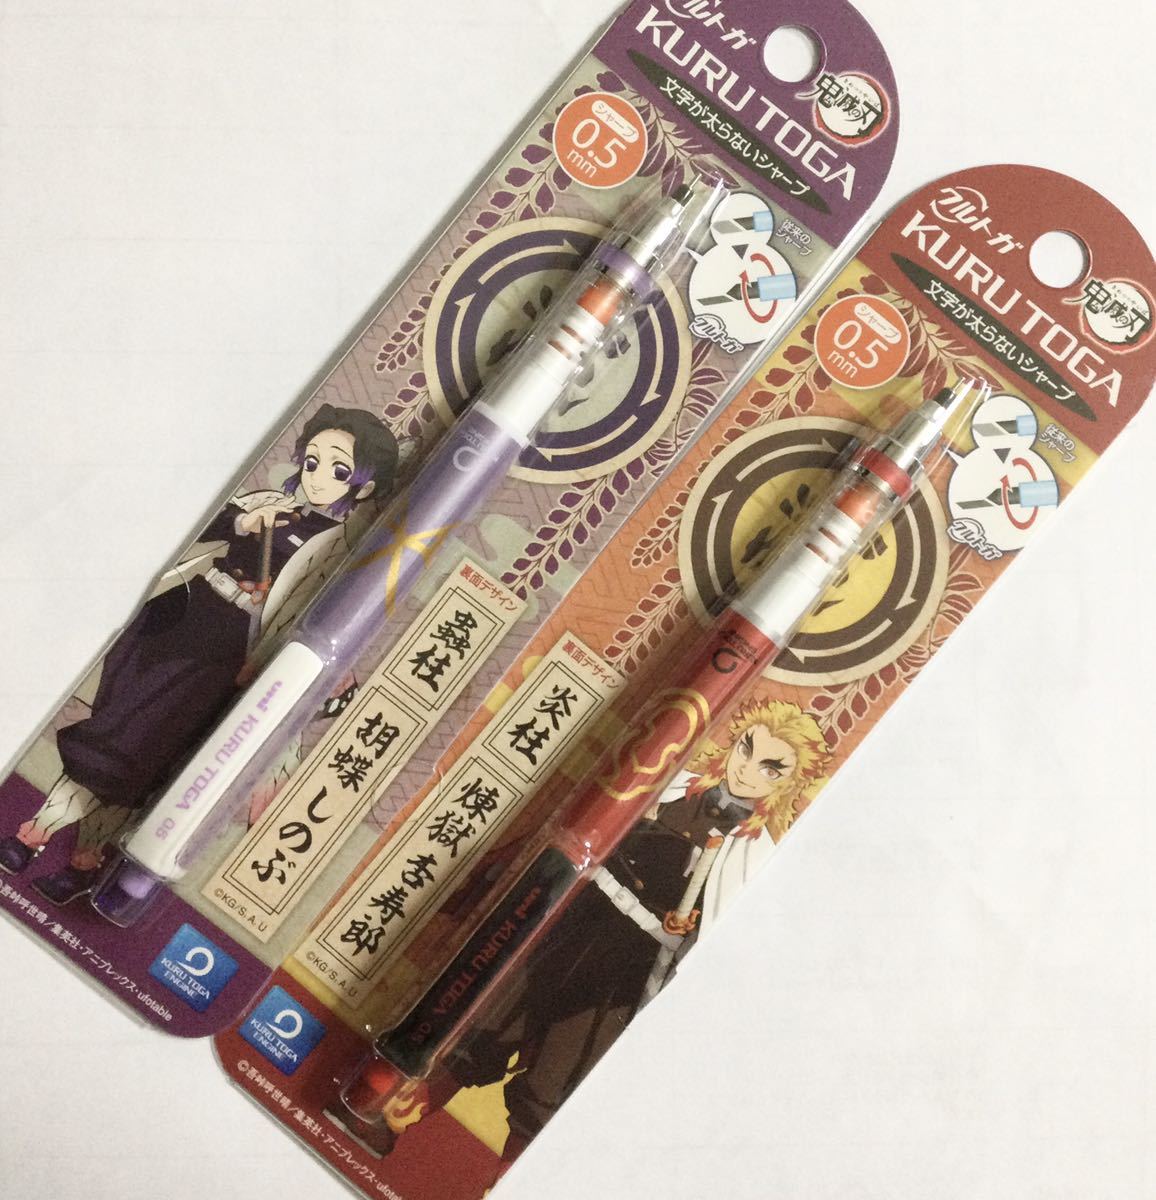 クルトガ
KURU TOGA
文字が太らないシャープ
鬼滅の刃
シャープ
0.5
mm
従来の
シャープ
クルトガ
裏面デザイン
蟲柱
胡蝶しのぶ
©KG/S,A,U
uni KURU TOGA 0.5
KURU TOGA
ENGINE
©吾峠呼世晴/集英社・アニプレックス・ufotable
クルトガ
KURU TOGA
文字が太らないシャープ
鬼滅の刃
シャープ
0.5
mm
従来の
シャープ
クルトガ
裏面デザイン
炎柱
煉獄杏寿郎
©KG/S,A,U
uni KURU TOGA 0.5
KURU TOGA
ENGINE
©吾峠呼世晴/集英社・アニプレックス・ufotable